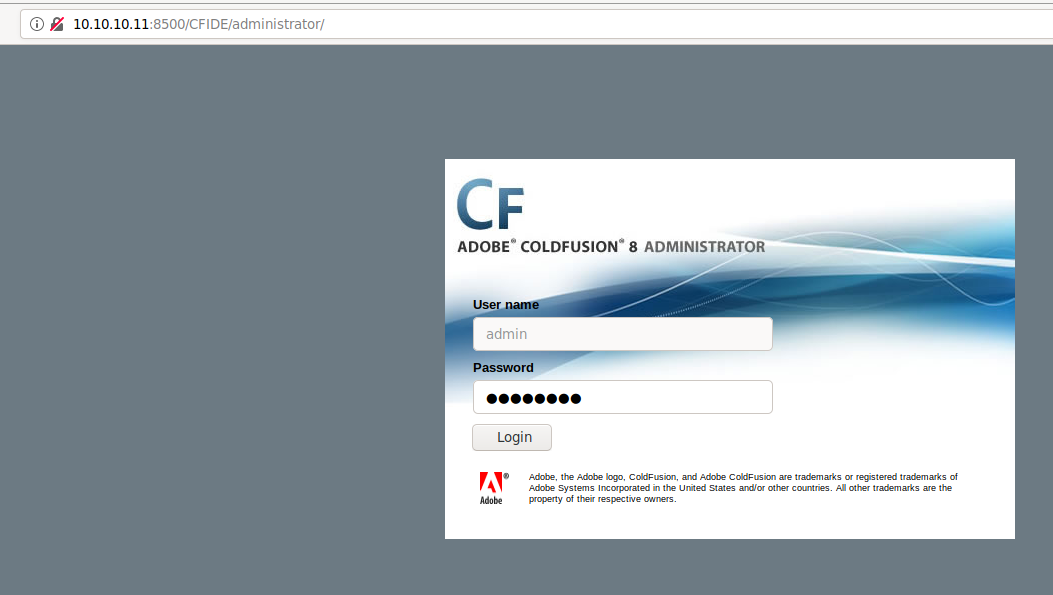 10.10.10.11:8500/CFIDE/administrator/
CF
ADOBE® COLDFUSION® 8 ADMINISTRATOR
User name
admin
Password
●●●●●●●●
Login
Adobe, the Adobe logo, ColdFusion, and Adobe ColdFusion are trademarks or registered trademarks of
Adobe Systems Incorporated in the United States and/or other countries. All other trademarks are the
property of their respective owners.
®
Adobe